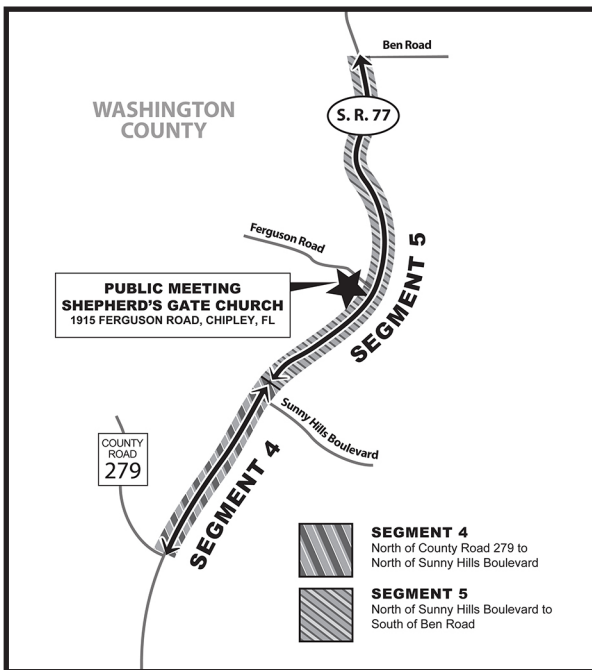 Ben Road
WASHINGTON
COUNTY
S. R. 77
Ferguson Road
SEGMENT 5
PUBLIC MEETING
SHEPHERD'S GATE CHURCH
1915 FERGUSON ROAD, CHIPLEY, FL
Sunny Hills Boulevard
COUNTY
ROAD
279
SEGMENT 4
SEGMENT 4
North of County Road 279 to
North of Sunny Hills Boulevard
SEGMENT 5
North of Sunny Hills Boulevard to
South of Ben Road